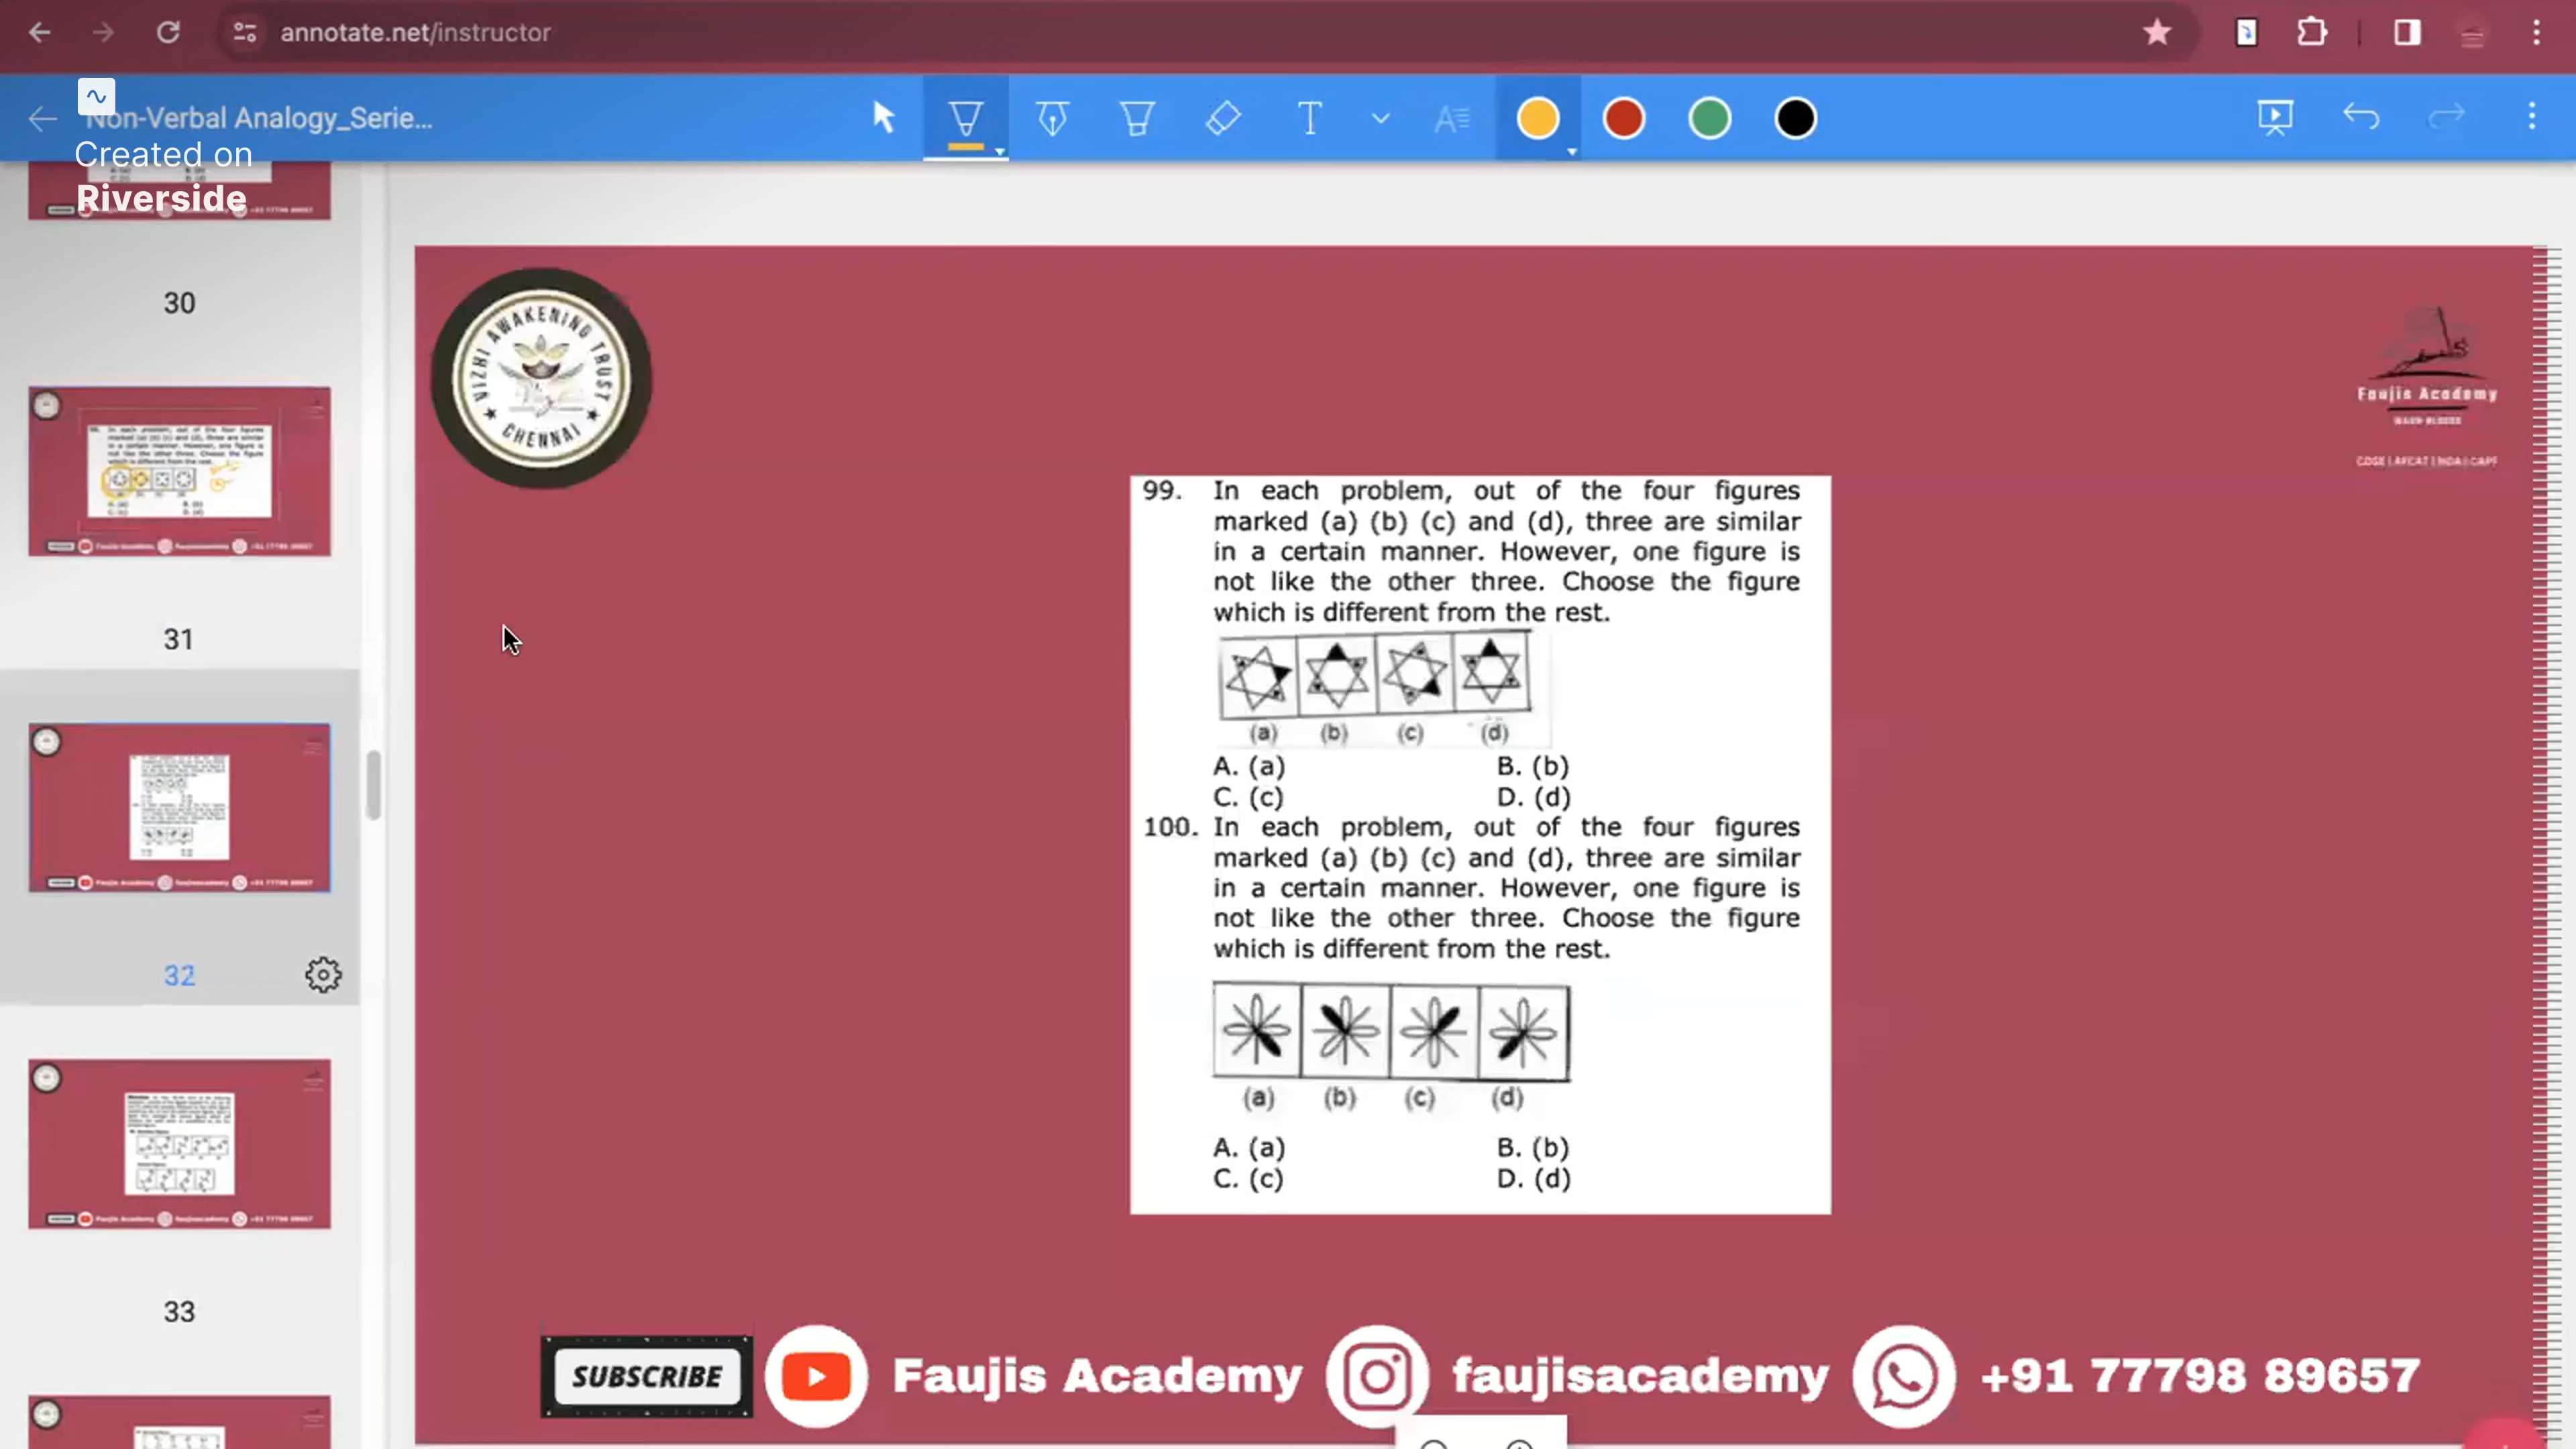 annotate.net/instructor
Non-Verbal Analogy_Serie...
Created on
Riverside
30
31
32
33
VIZHI AWAKENING TRUST
CHENNAI
Faujis Academy
CDSE | AFCAT | NDA | CAPF
99. In each problem, out of the four figures
marked (a) (b) (c) and (d), three are similar
in a certain manner. However, one figure is
not like the other three. Choose the figure
which is different from the rest.
(a) (b) (c) (d)
A. (a) B. (b)
C. (c) D. (d)
100. In each problem, out of the four figures
marked (a) (b) (c) and (d), three are similar
in a certain manner. However, one figure is
not like the other three. Choose the figure
which is different from the rest.
(a) (b) (c) (d)
A. (a) B. (b)
C. (c) D. (d)
SUBSCRIBE Faujis Academy faujisacademy +91 77798 89657